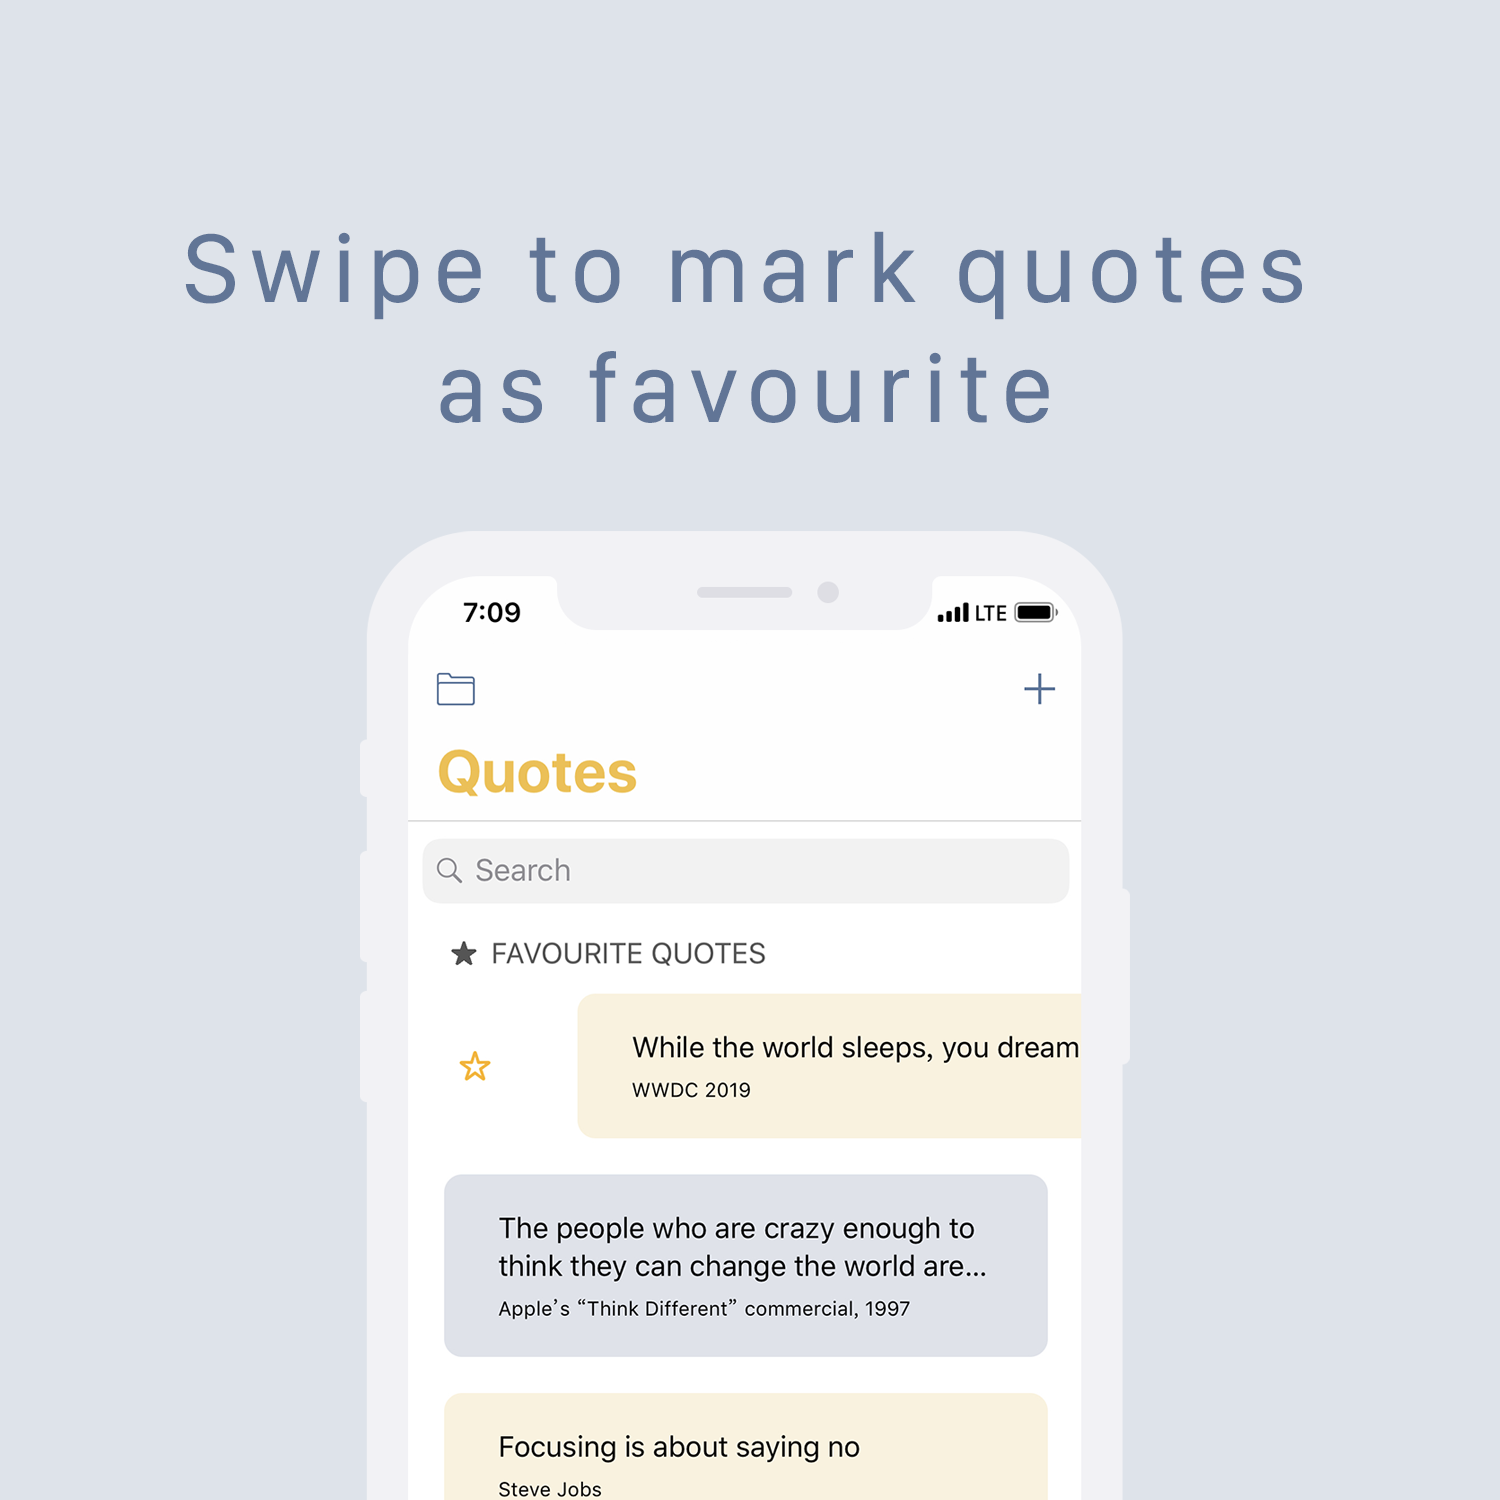 Swipe to mark quotes
as favourite
7:09
LTE
Quotes
Search
FAVOURITE QUOTES
While the world sleeps, you dream
WWDC 2019
The people who are crazy enough to
think they can change the world are...
Apple’s “Think Different” commercial, 1997
Focusing is about saying no
Steve Jobs